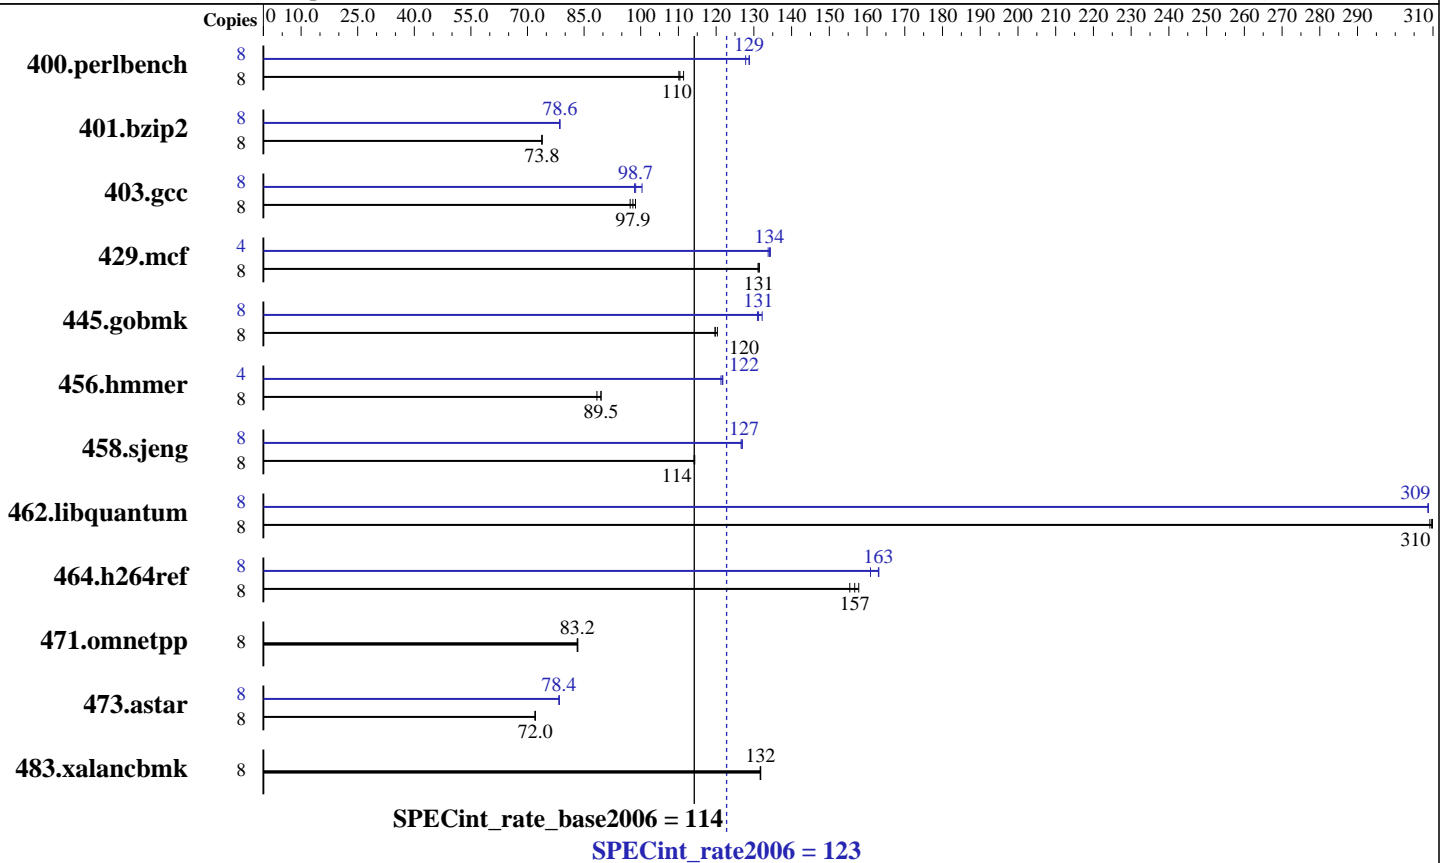 Copies 0 10.0 25.0 40.0 55.0 70.0 85.0 100 110 120 130 140 150 160 170 180 190 200 210 220 230 240 250 260 270 280 290 310
400.perlbench 8 129
8 110
401.bzip2 8 78.6
8 73.8
403.gcc 8 98.7
8 97.9
429.mcf 4 134
8 131
445.gobmk 8 131
8 120
456.hmmer 4 122
8 89.5
458.sjeng 8 127
8 114
462.libquantum 8 309
8 310
464.h264ref 8 163
8 157
471.omnetpp 8 83.2
473.astar 8 78.4
8 72.0
483.xalancbmk 8 132
SPECint_rate_base2006 = 114
SPECint_rate2006 = 123